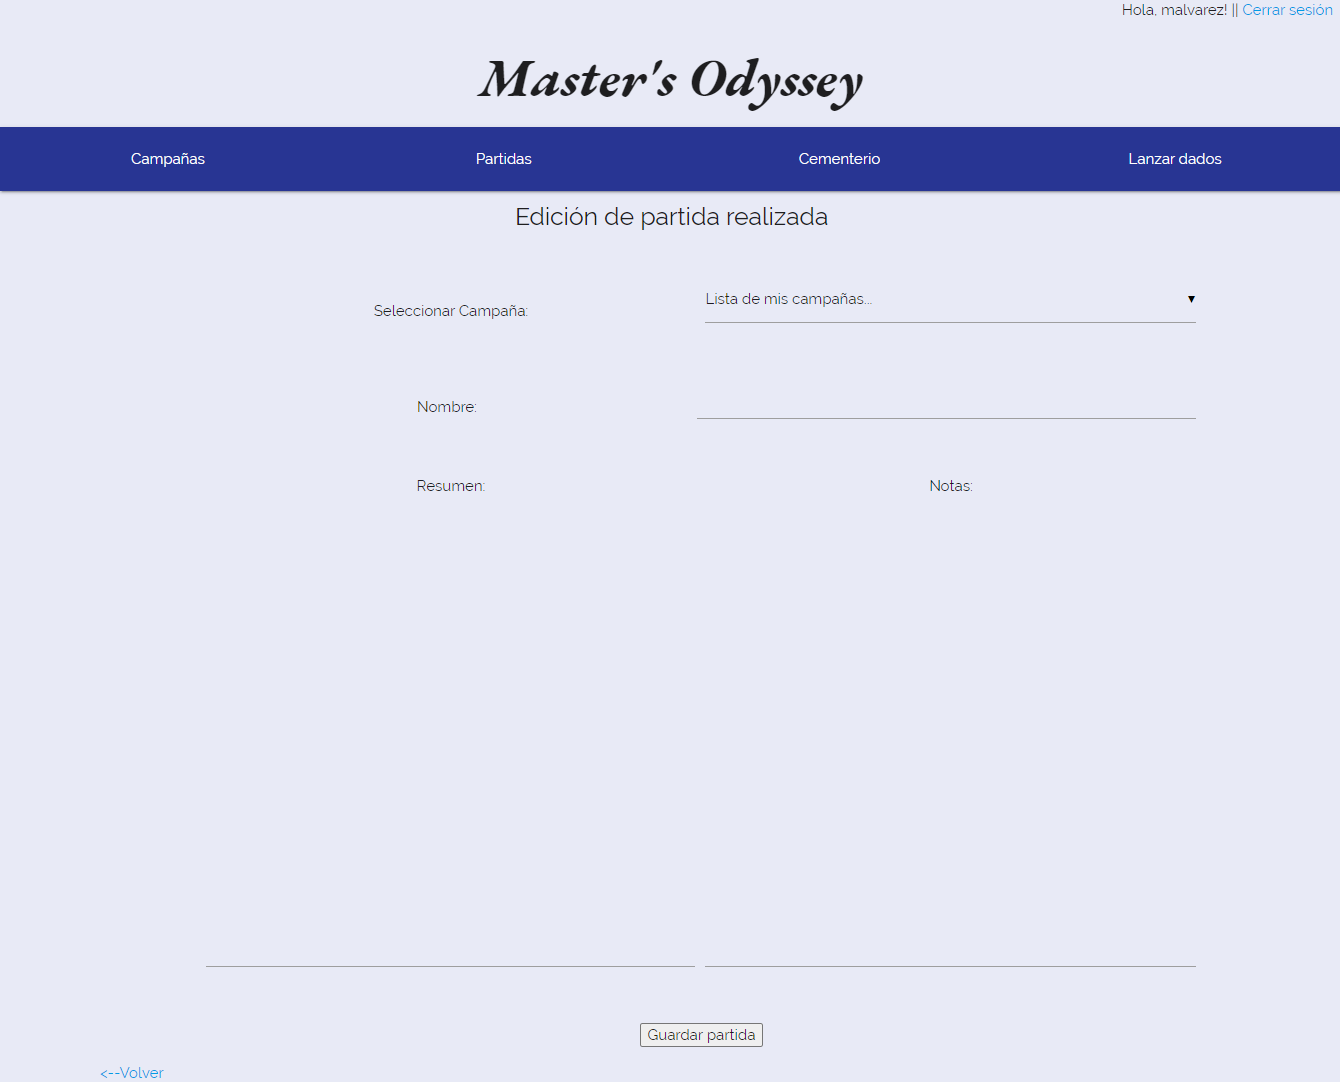 Hola, malvarez! || Cerrar sesión
Master's Odyssey
Campañas Partidas Cementerio Lanzar dados
Edición de partida realizada
Seleccionar Campaña: Lista de mis campañas... ▼
Nombre:
Resumen: Notas:
Guardar partida
<--Volver